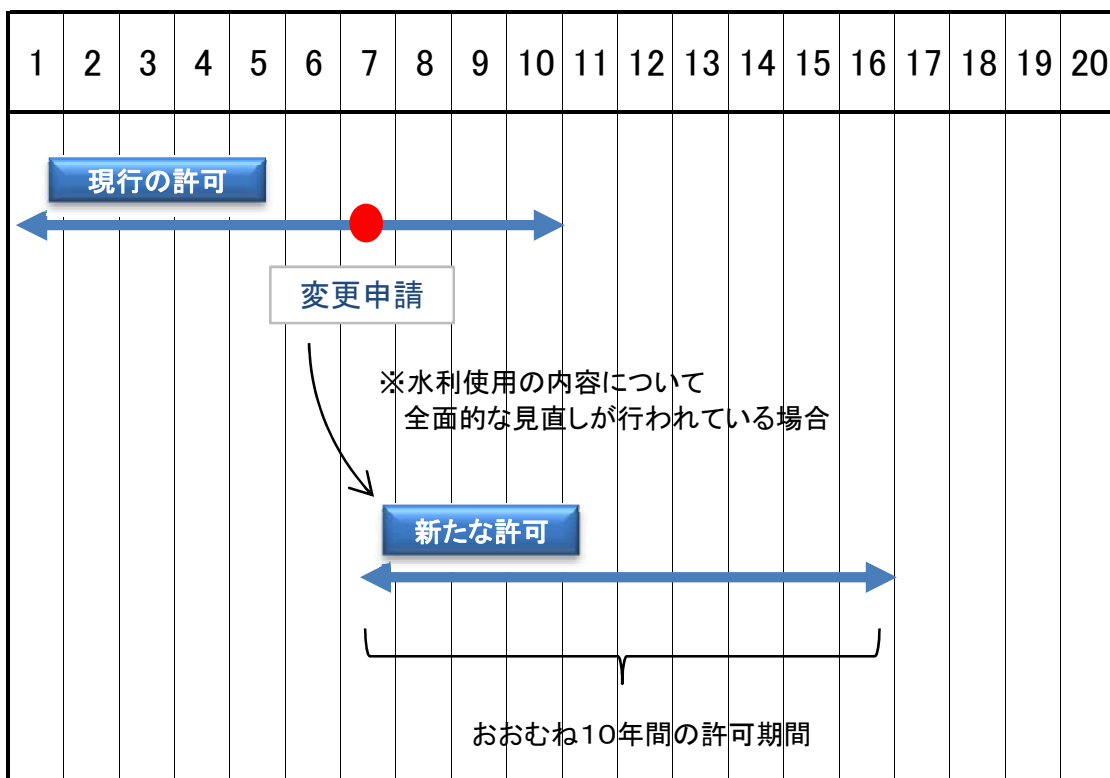 1 2 3 4 5 6 7 8 9 10 11 12 13 14 15 16 17 18 19 20
現行の許可
変更申請
※水利使用の内容について
全面的な見直しが行われている場合
新たな許可
おおむね10年間の許可期間